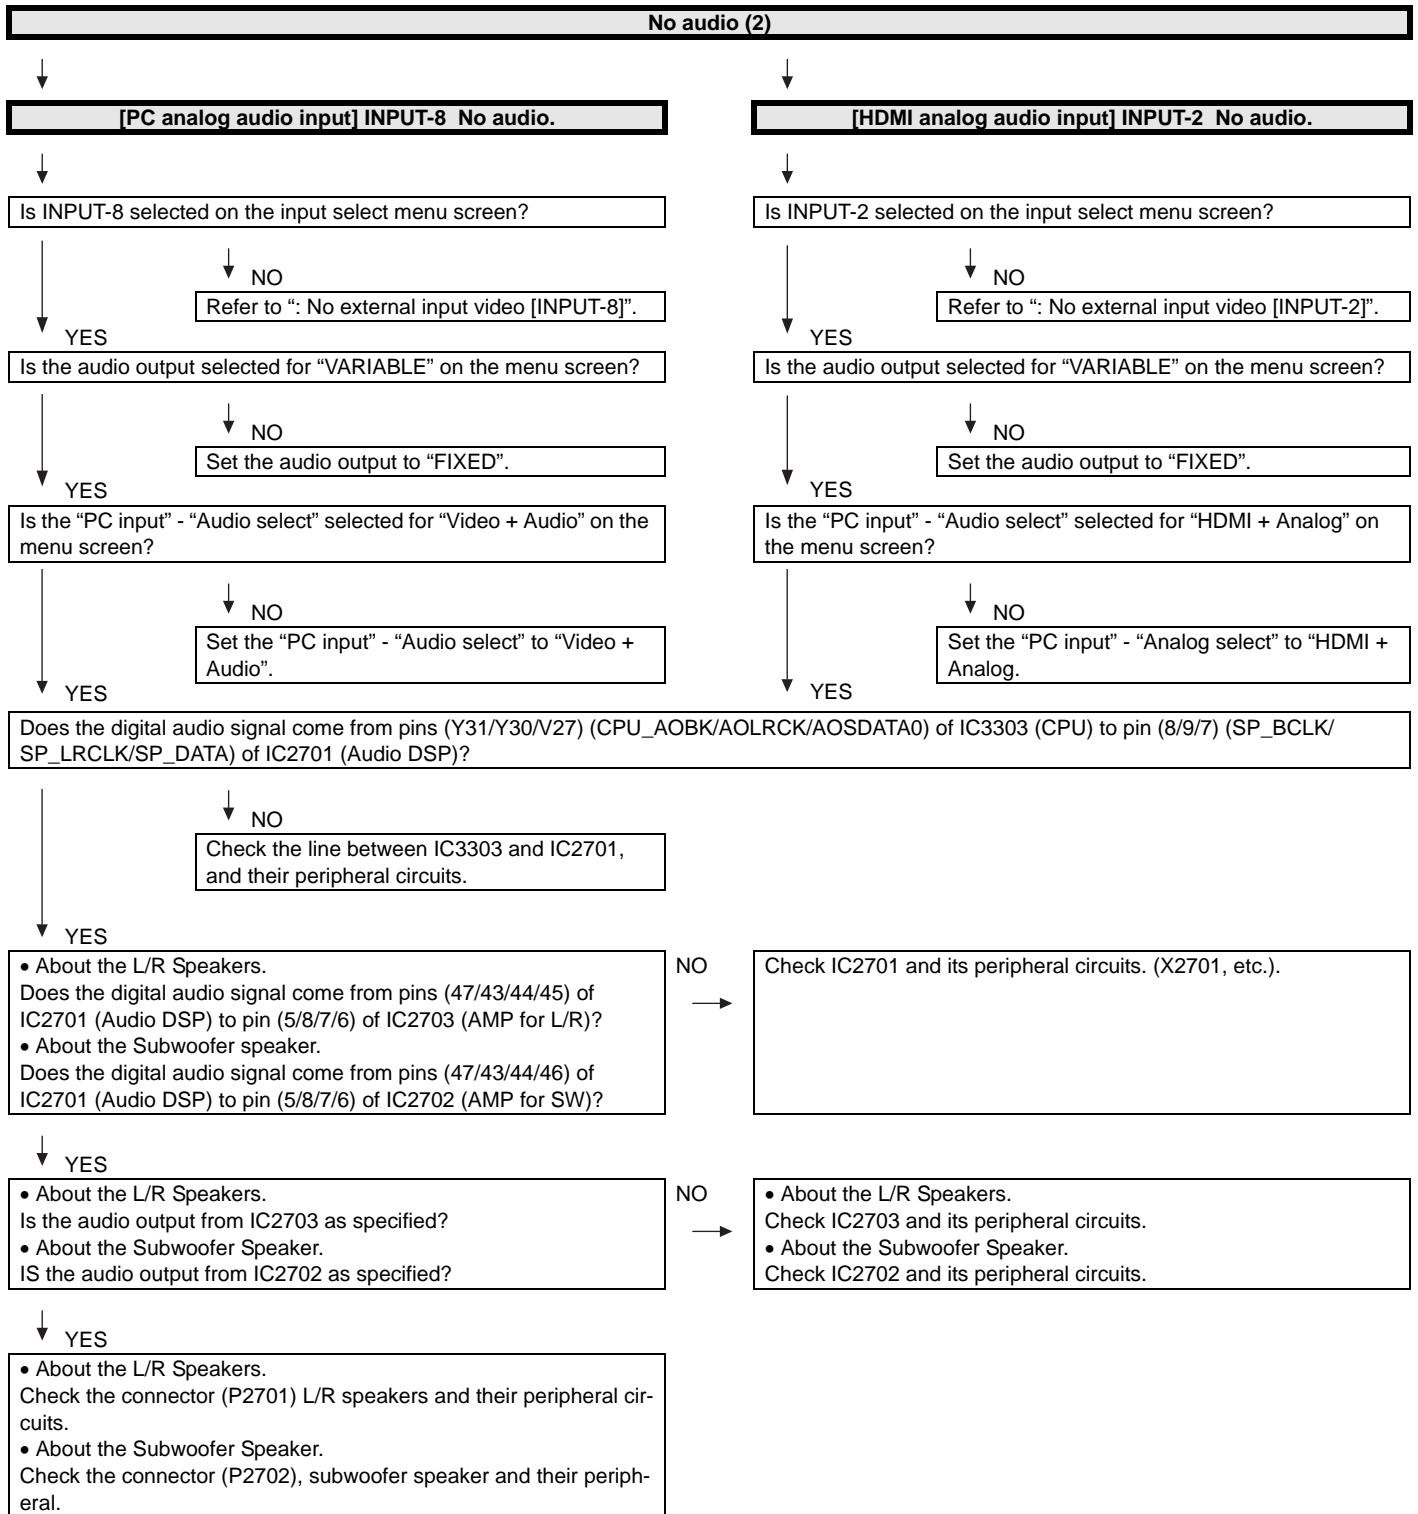 No audio (2)
[PC analog audio input] INPUT-8  No audio.
Is INPUT-8 selected on the input select menu screen?
NO
Refer to “: No external input video [INPUT-8]”.
YES
Is the audio output selected for “VARIABLE” on the menu screen?
NO
Set the audio output to “FIXED”.
YES
Is the “PC input” - “Audio select” selected for “Video + Audio” on the
menu screen?
NO
Set the “PC input” - “Audio select” to “Video +
Audio”.
YES
[HDMI analog audio input] INPUT-2  No audio.
Is INPUT-2 selected on the input select menu screen?
NO
Refer to “: No external input video [INPUT-2]”.
YES
Is the audio output selected for “VARIABLE” on the menu screen?
NO
Set the audio output to “FIXED”.
YES
Is the “PC input” - “Audio select” selected for “HDMI + Analog” on
the menu screen?
NO
Set the “PC input” - “Analog select” to “HDMI +
Analog.
YES
Does the digital audio signal come from pins (Y31/Y30/V27) (CPU_AOBK/AOLRCK/AOSDATA0) of IC3303 (CPU) to pin (8/9/7) (SP_BCLK/
SP_LRCLK/SP_DATA) of IC2701 (Audio DSP)?
NO
Check the line between IC3303 and IC2701,
and their peripheral circuits.
YES
• About the L/R Speakers.
Does the digital audio signal come from pins (47/43/44/45) of
IC2701 (Audio DSP) to pin (5/8/7/6) of IC2703 (AMP for L/R)?
• About the Subwoofer speaker.
Does the digital audio signal come from pins (47/43/44/46) of
IC2701 (Audio DSP) to pin (5/8/7/6) of IC2702 (AMP for SW)?
NO
Check IC2701 and its peripheral circuits. (X2701, etc.).
YES
• About the L/R Speakers.
Is the audio output from IC2703 as specified?
• About the Subwoofer Speaker.
IS the audio output from IC2702 as specified?
NO
• About the L/R Speakers.
Check IC2703 and its peripheral circuits.
• About the Subwoofer Speaker.
Check IC2702 and its peripheral circuits.
YES
• About the L/R Speakers.
Check the connector (P2701) L/R speakers and their peripheral cir-
cuits.
• About the Subwoofer Speaker.
Check the connector (P2702), subwoofer speaker and their periph-
eral.